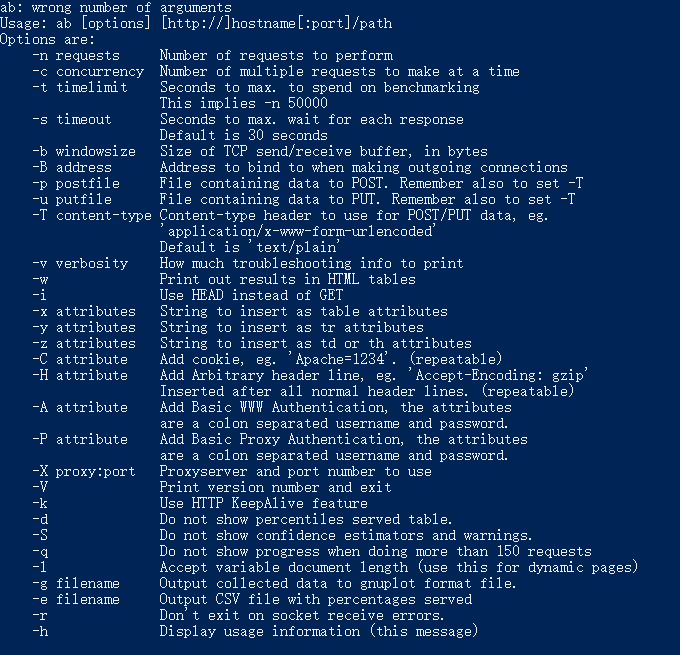 ab: wrong number of arguments
Usage: ab [options] [http://]hostname[:port]/path
Options are:
    -n requests     Number of requests to perform
    -c concurrency  Number of multiple requests to make at a time
    -t timelimit    Seconds to max. to spend on benchmarking
                    This implies -n 50000
    -s timeout      Seconds to max. wait for each response
                    Default is 30 seconds
    -b windowsize   Size of TCP send/receive buffer, in bytes
    -B address      Address to bind to when making outgoing connections
    -p postfile     File containing data to POST. Remember also to set -T
    -u putfile      File containing data to PUT. Remember also to set -T
    -T content-type Content-type header to use for POST/PUT data, eg.
                    'application/x-www-form-urlencoded'
                    Default is 'text/plain'
    -v verbosity    How much troubleshooting info to print
    -w              Print out results in HTML tables
    -i              Use HEAD instead of GET
    -x attributes   String to insert as table attributes
    -y attributes   String to insert as tr attributes
    -z attributes   String to insert as td or th attributes
    -C attribute    Add cookie, eg. 'Apache=1234'. (repeatable)
    -H attribute    Add Arbitrary header line, eg. 'Accept-Encoding: gzip'
                    Inserted after all normal header lines. (repeatable)
    -A attribute    Add Basic WWW Authentication, the attributes
                    are a colon separated username and password.
    -P attribute    Add Basic Proxy Authentication, the attributes
                    are a colon separated username and password.
    -X proxy:port   Proxyserver and port number to use
    -V              Print version number and exit
    -k              Use HTTP KeepAlive feature
    -d              Do not show percentiles served table.
    -S              Do not show confidence estimators and warnings.
    -q              Do not show progress when doing more than 150 requests
    -l              Accept variable document length (use this for dynamic pages)
    -g filename     Output collected data to gnuplot format file.
    -e filename     Output CSV file with percentages served
    -r              Don't exit on socket receive errors.
    -h              Display usage information (this message)